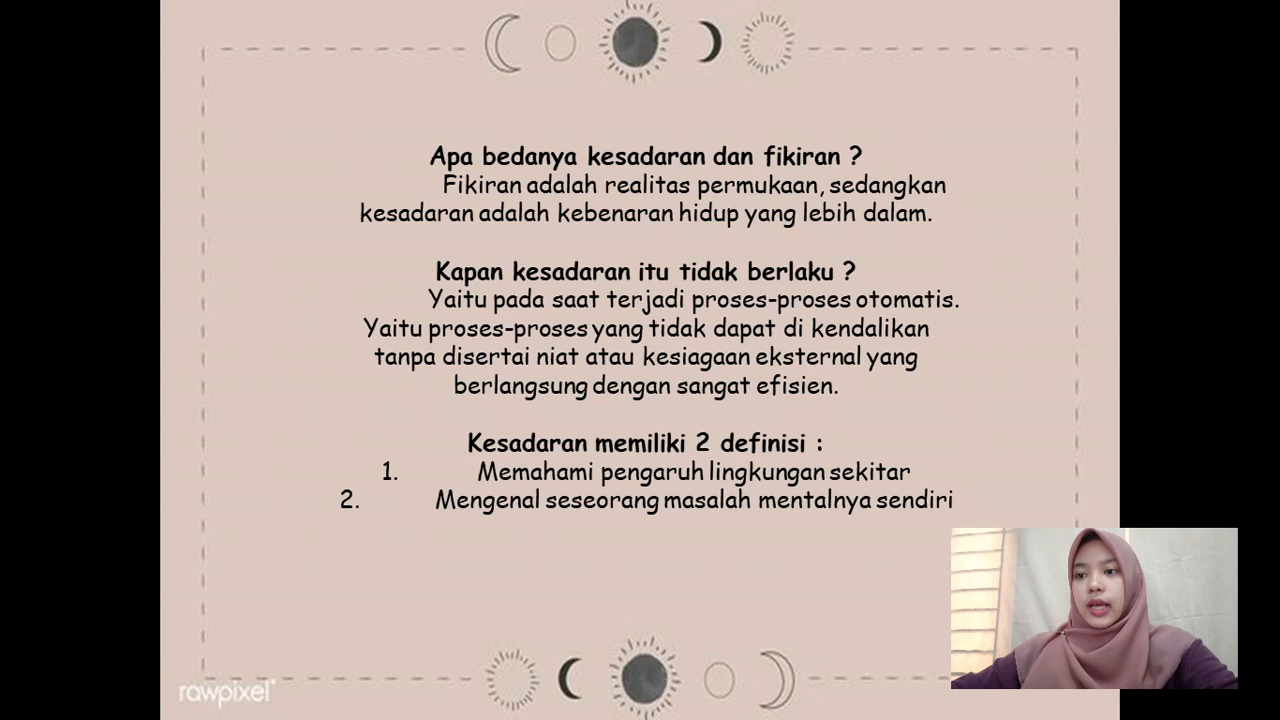 Apa bedanya kesadaran dan fikiran ?
Fikiran adalah realitas permukaan, sedangkan
kesadaran adalah kebenaran hidup yang lebih dalam.
Kapan kesadaran itu tidak berlaku ?
Yaitu pada saat terjadi proses-proses otomatis.
Yaitu proses-proses yang tidak dapat di kendalikan
tanpa disertai niat atau kesiagaan eksternal yang
berlangsung dengan sangat efisien.
Kesadaran memiliki 2 definisi :
1. Memahami pengaruh lingkungan sekitar
2. Mengenal seseorang masalah mentalnya sendiri
rawpixel